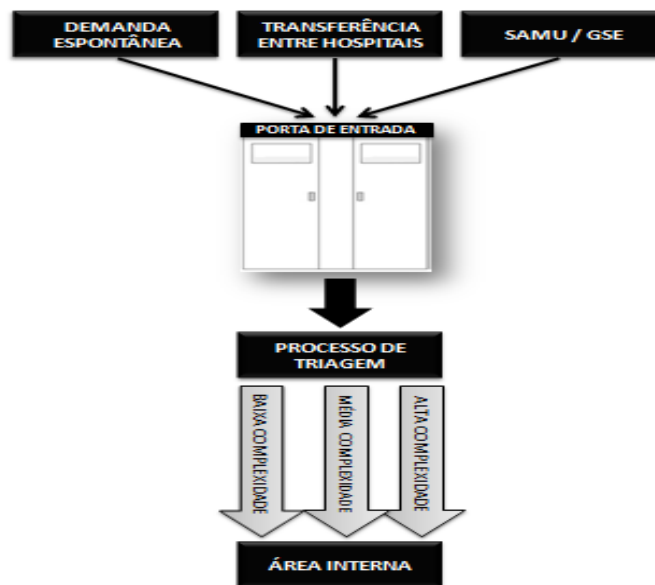 DEMANDA
ESPONTÂNEA
TRANSFERÊNCIA
ENTRE HOSPITAIS
SAMU / GSE
PORTA DE ENTRADA
PROCESSO DE
TRIAGEM
BAIXA COMPLEXIDADE
MÉDIA COMPLEXIDADE
ALTA COMPLEXIDADE
ÁREA INTERNA